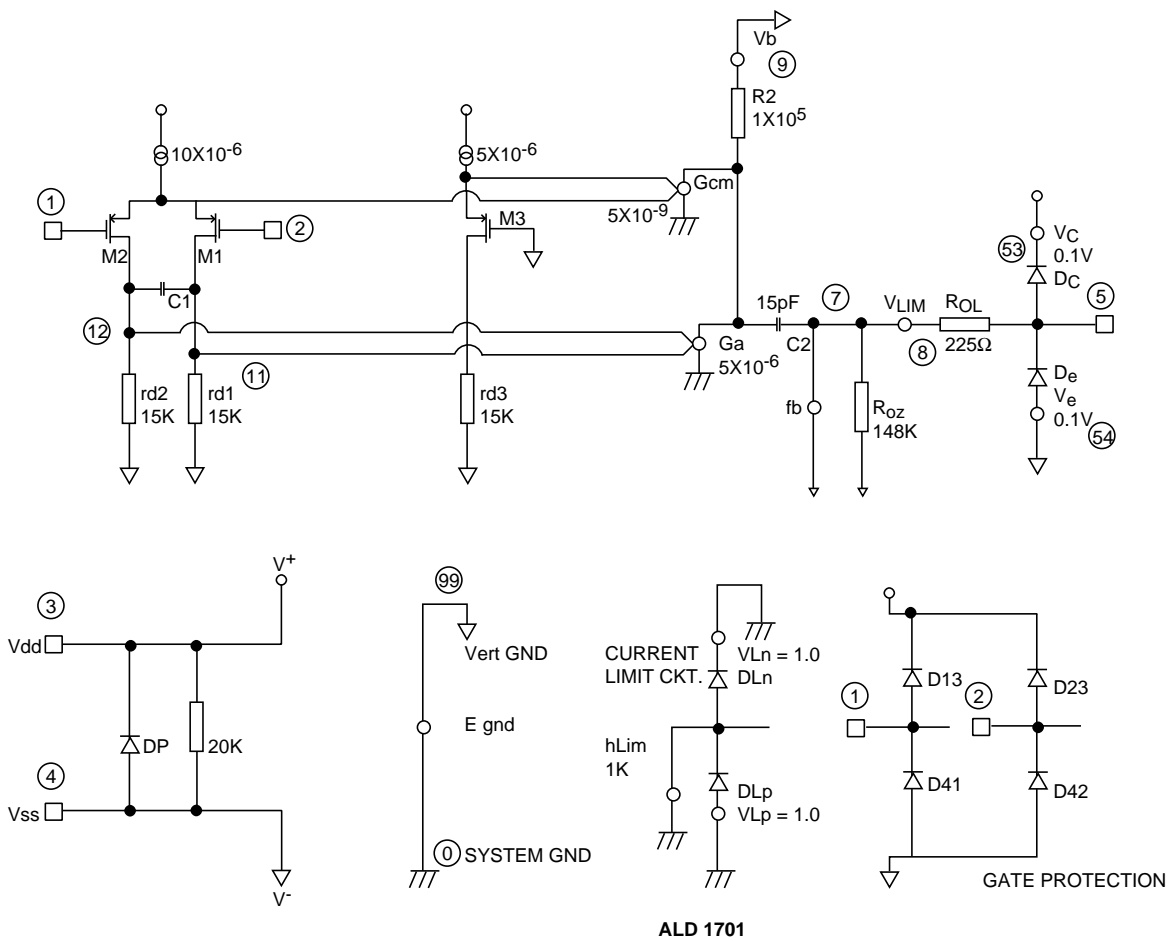 Vb
9
R2
1X10⁵
10X10⁻⁶
5X10⁻⁶
Gcm
5X10⁻⁹
1
2
M3
M2
M1
C1
VC
0.1V
53
DC
15pF
7
VLIM
ROL
5
12
Ga
5X10⁻⁶
C2
8
225Ω
11
De
Ve
0.1V
54
rd2
15K
rd1
15K
rd3
15K
fb
Roz
148K
V⁺
99
3
Vdd
Vert GND
CURRENT
LIMIT CKT.
VLn = 1.0
DLn
D13
D23
1
2
E gnd
DP
20K
hLim
1K
4
DLp
VLp = 1.0
D41
D42
Vss
0 SYSTEM GND
V⁻
GATE PROTECTION
ALD 1701